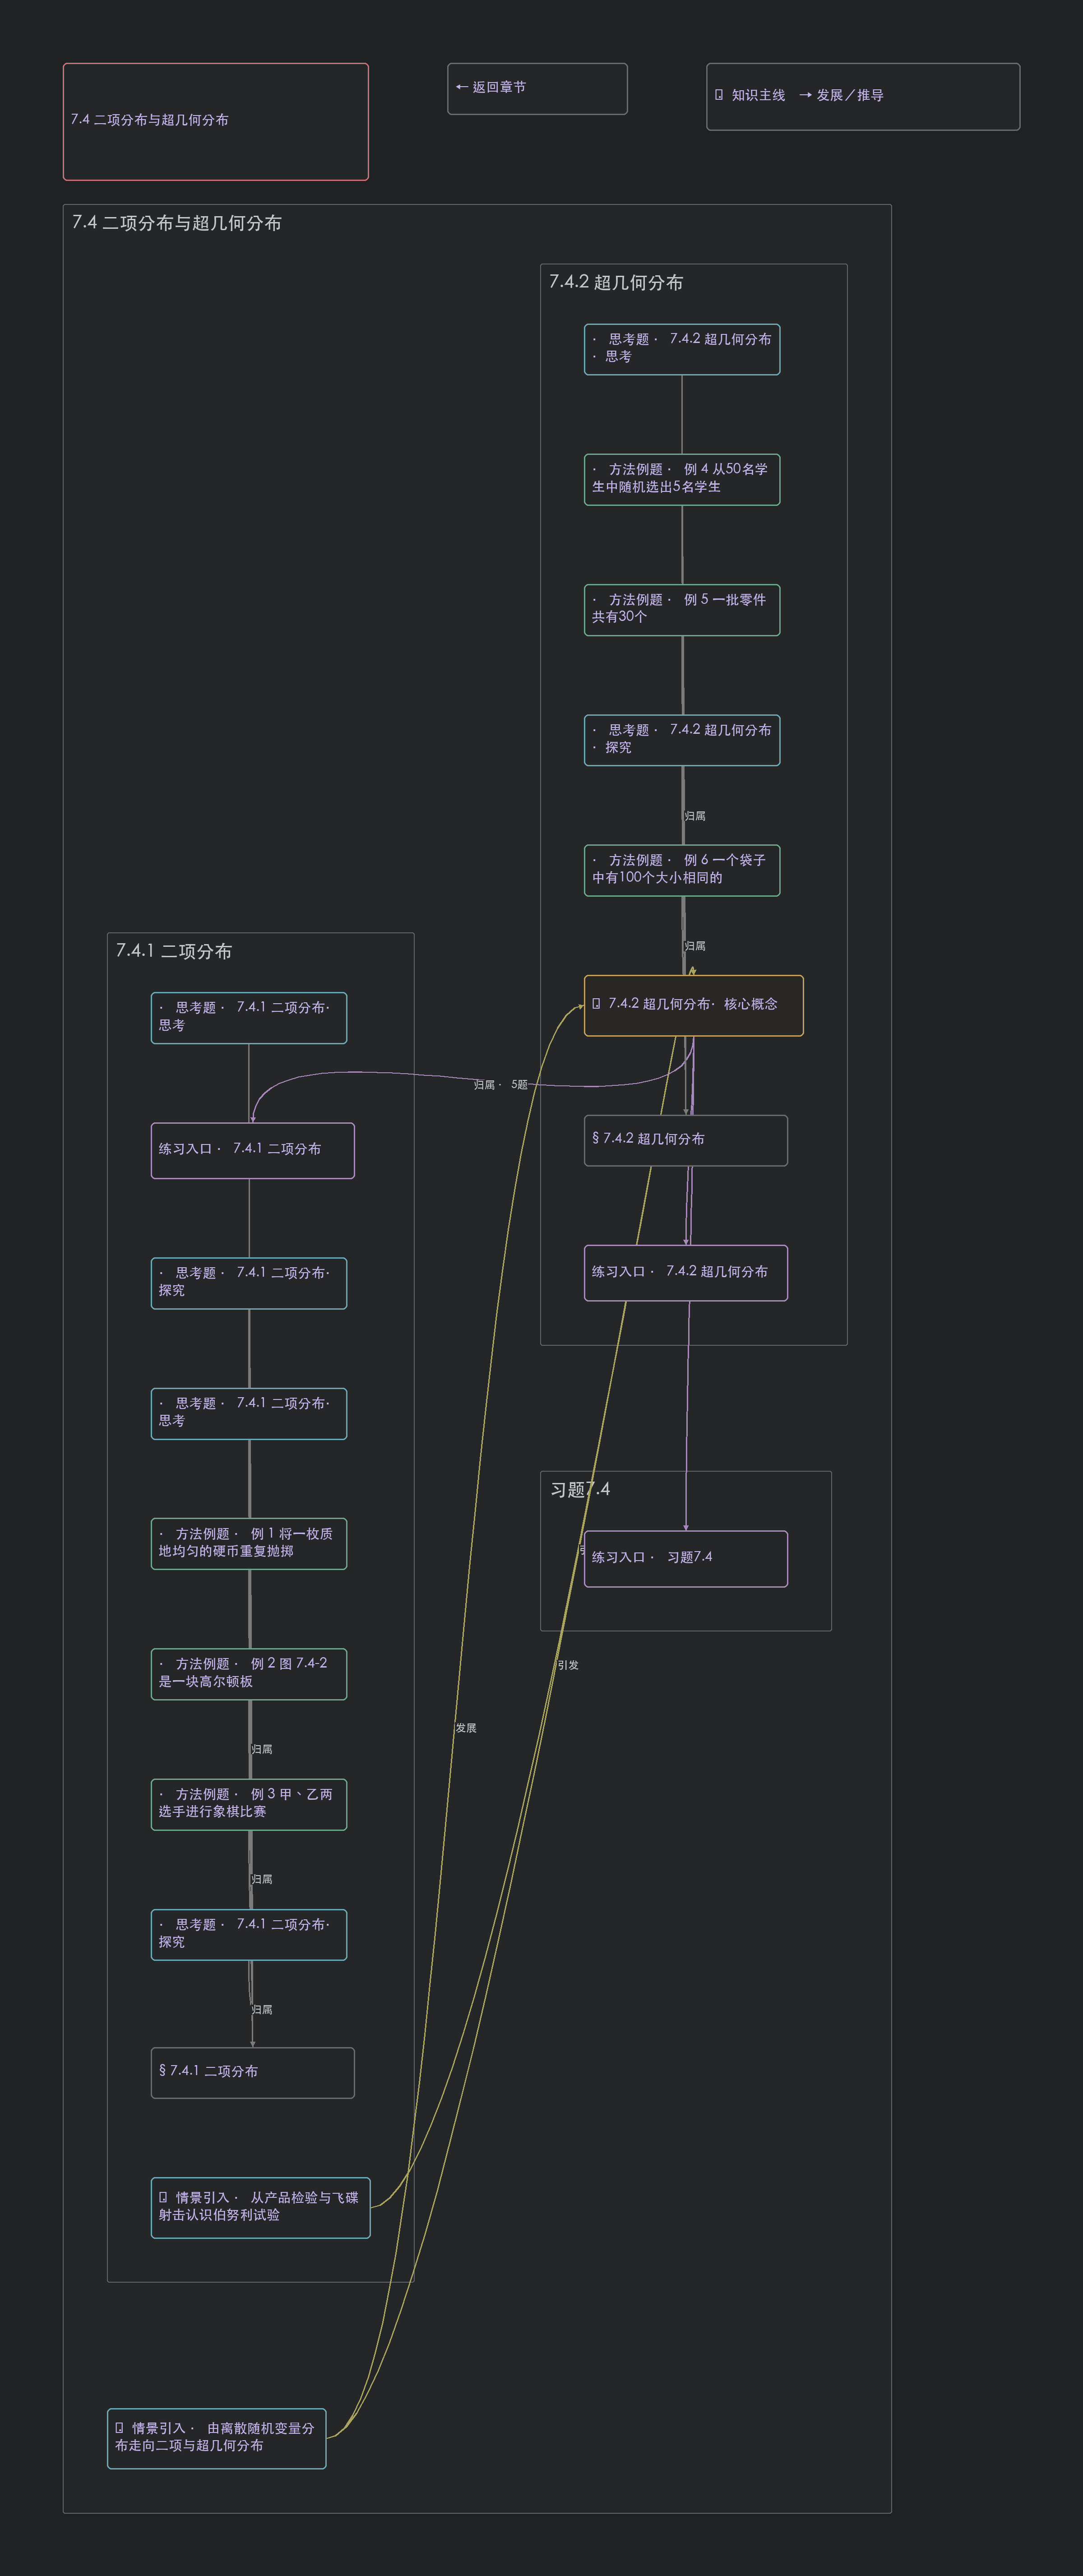 7.4 二项分布与超几何分布
← 返回章节
知识主线 → 发展／推导
7.4 二项分布与超几何分布
7.4.2 超几何分布
· 思考题 · 7.4.2 超几何分布
· 思考
· 方法例题 · 例 4 从50名学
生中随机选出5名学生
· 方法例题 · 例 5 一批零件
共有30个
· 思考题 · 7.4.2 超几何分布
· 探究
归属
· 方法例题 · 例 6 一个袋子
中有100个大小相同的
归属
7.4.2 超几何分布· 核心概念
归属 · 5题
§ 7.4.2 超几何分布
练习入口 · 7.4.2 超几何分布
习题7.4
练习入口 · 习题7.4
引发
发展
7.4.1 二项分布
· 思考题 · 7.4.1 二项分布·
思考
练习入口 · 7.4.1 二项分布
· 思考题 · 7.4.1 二项分布·
探究
· 思考题 · 7.4.1 二项分布·
思考
· 方法例题 · 例 1 将一枚质
地均匀的硬币重复抛掷
· 方法例题 · 例 2 图 7.4-2
是一块高尔顿板
归属
· 方法例题 · 例 3 甲、乙两
选手进行象棋比赛
归属
· 思考题 · 7.4.1 二项分布·
探究
归属
§ 7.4.1 二项分布
情景引入 · 从产品检验与飞碟
射击认识伯努利试验
情景引入 · 由离散随机变量分
布走向二项与超几何分布